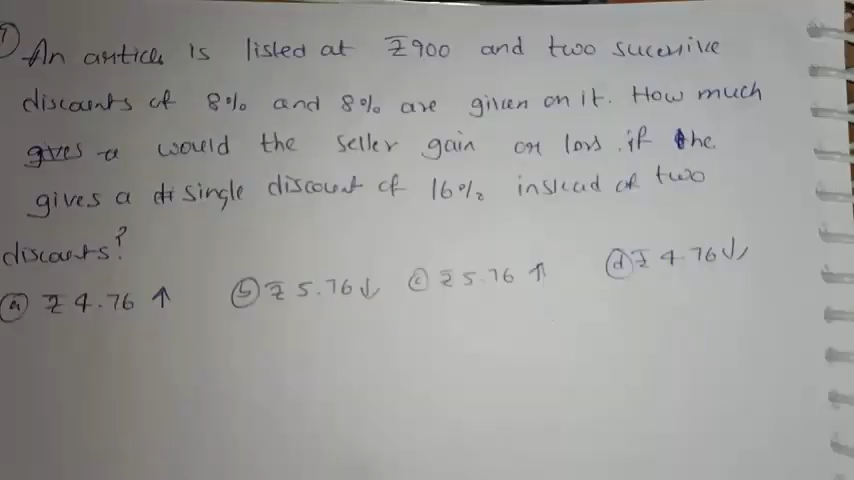 1) An article is listed at ₹900 and two successive
discounts of 8% and 8% are given on it. How much
gives a would the seller gain or loss if the
gives a di single discount of 16% instead of two
discounts?
(a) ₹ 4.76 ↑ (b) ₹ 5.76 ↓ (c) ₹ 5.76 ↑ (d) ₹ 4.76 ↓